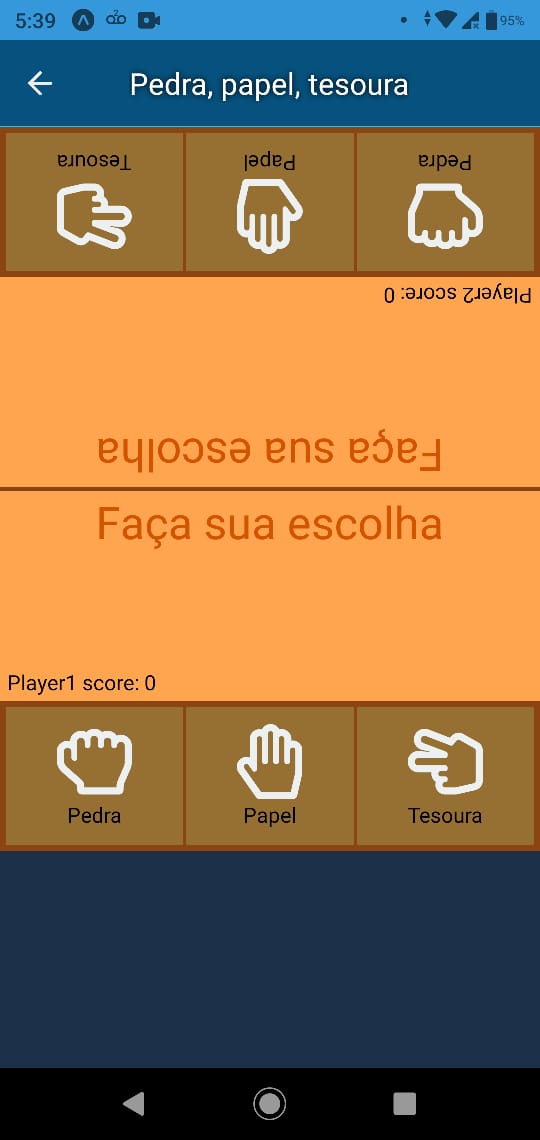 5:39
95%
Pedra, papel, tesoura
Tesoura Papel Pedra
Player2 score: 0
Faça sua escolha
Faça sua escolha
Player1 score: 0
Pedra Papel Tesoura